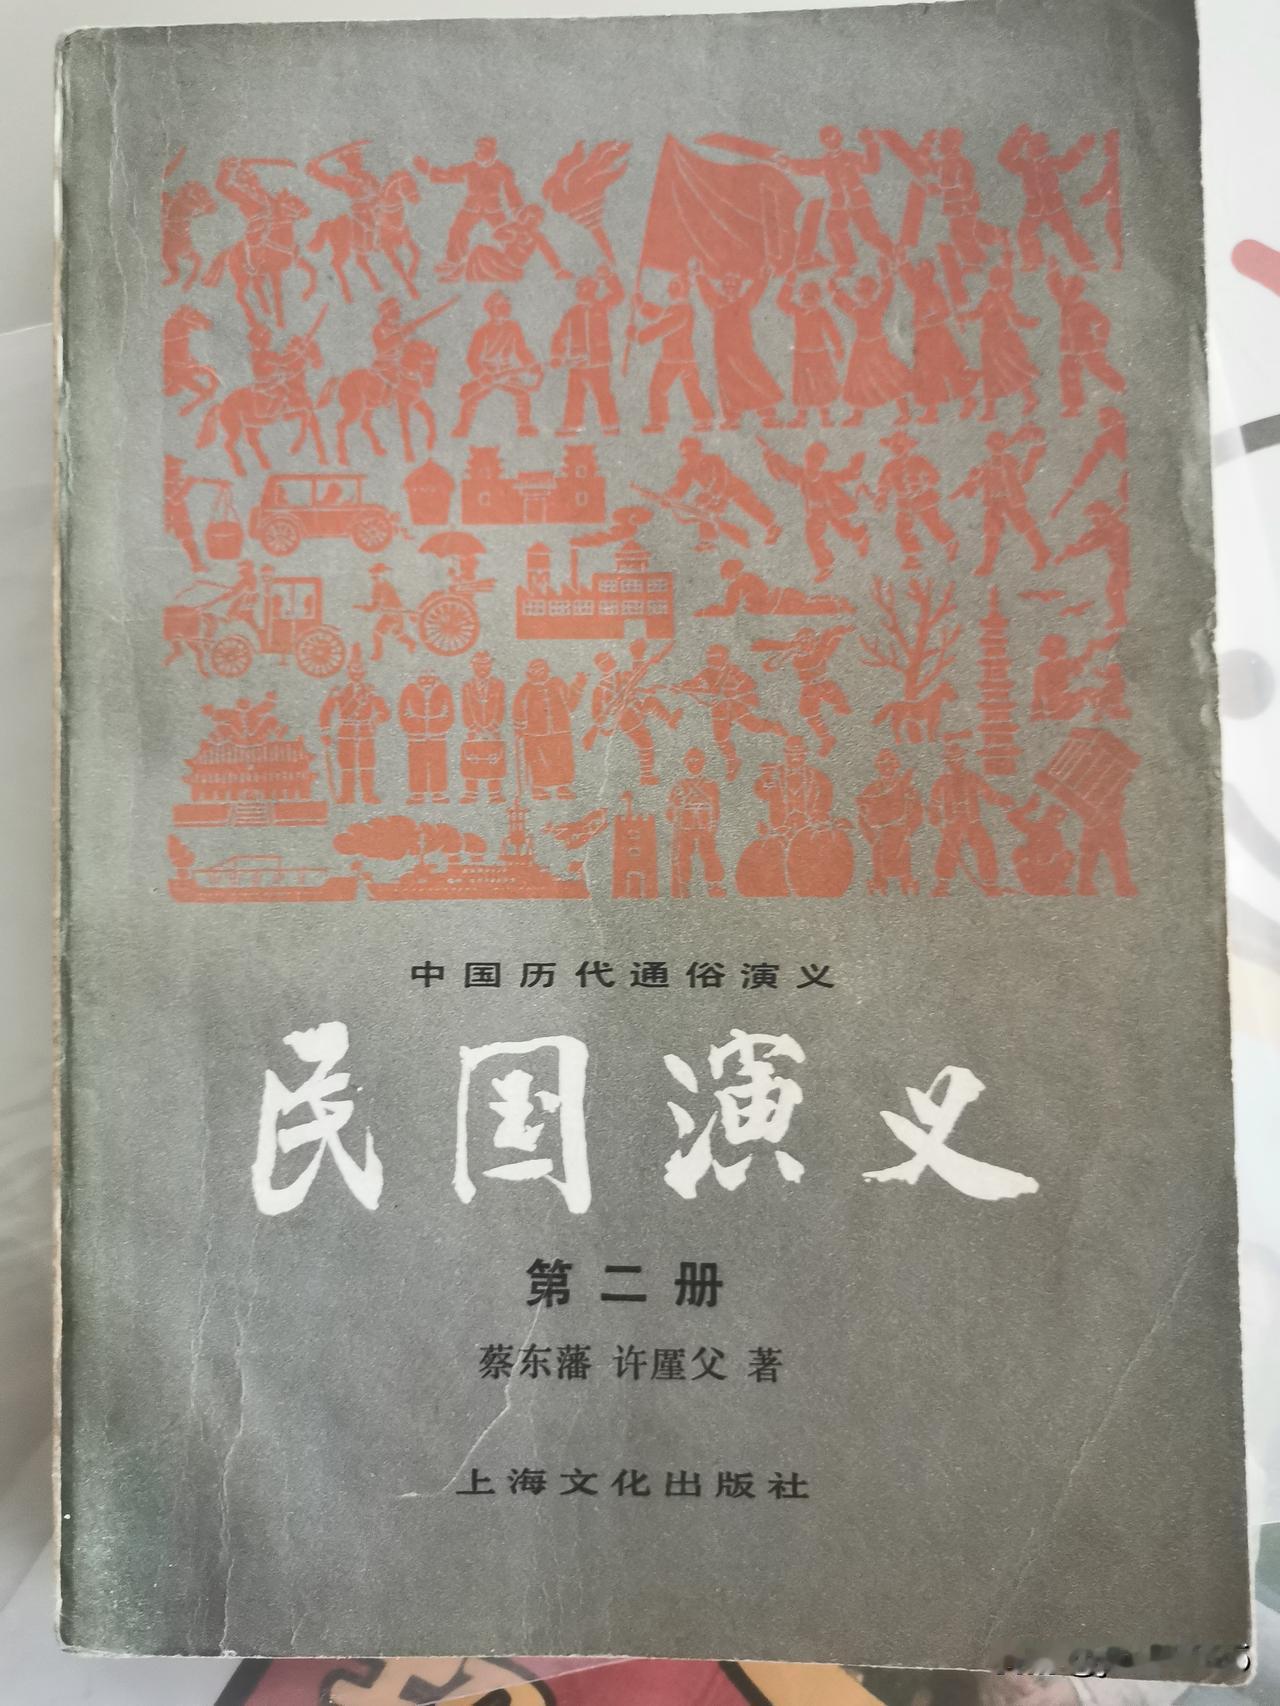 中国历代通俗演义
民国演义
第二册
蔡东藩 许廑父 著
上海文化出版社